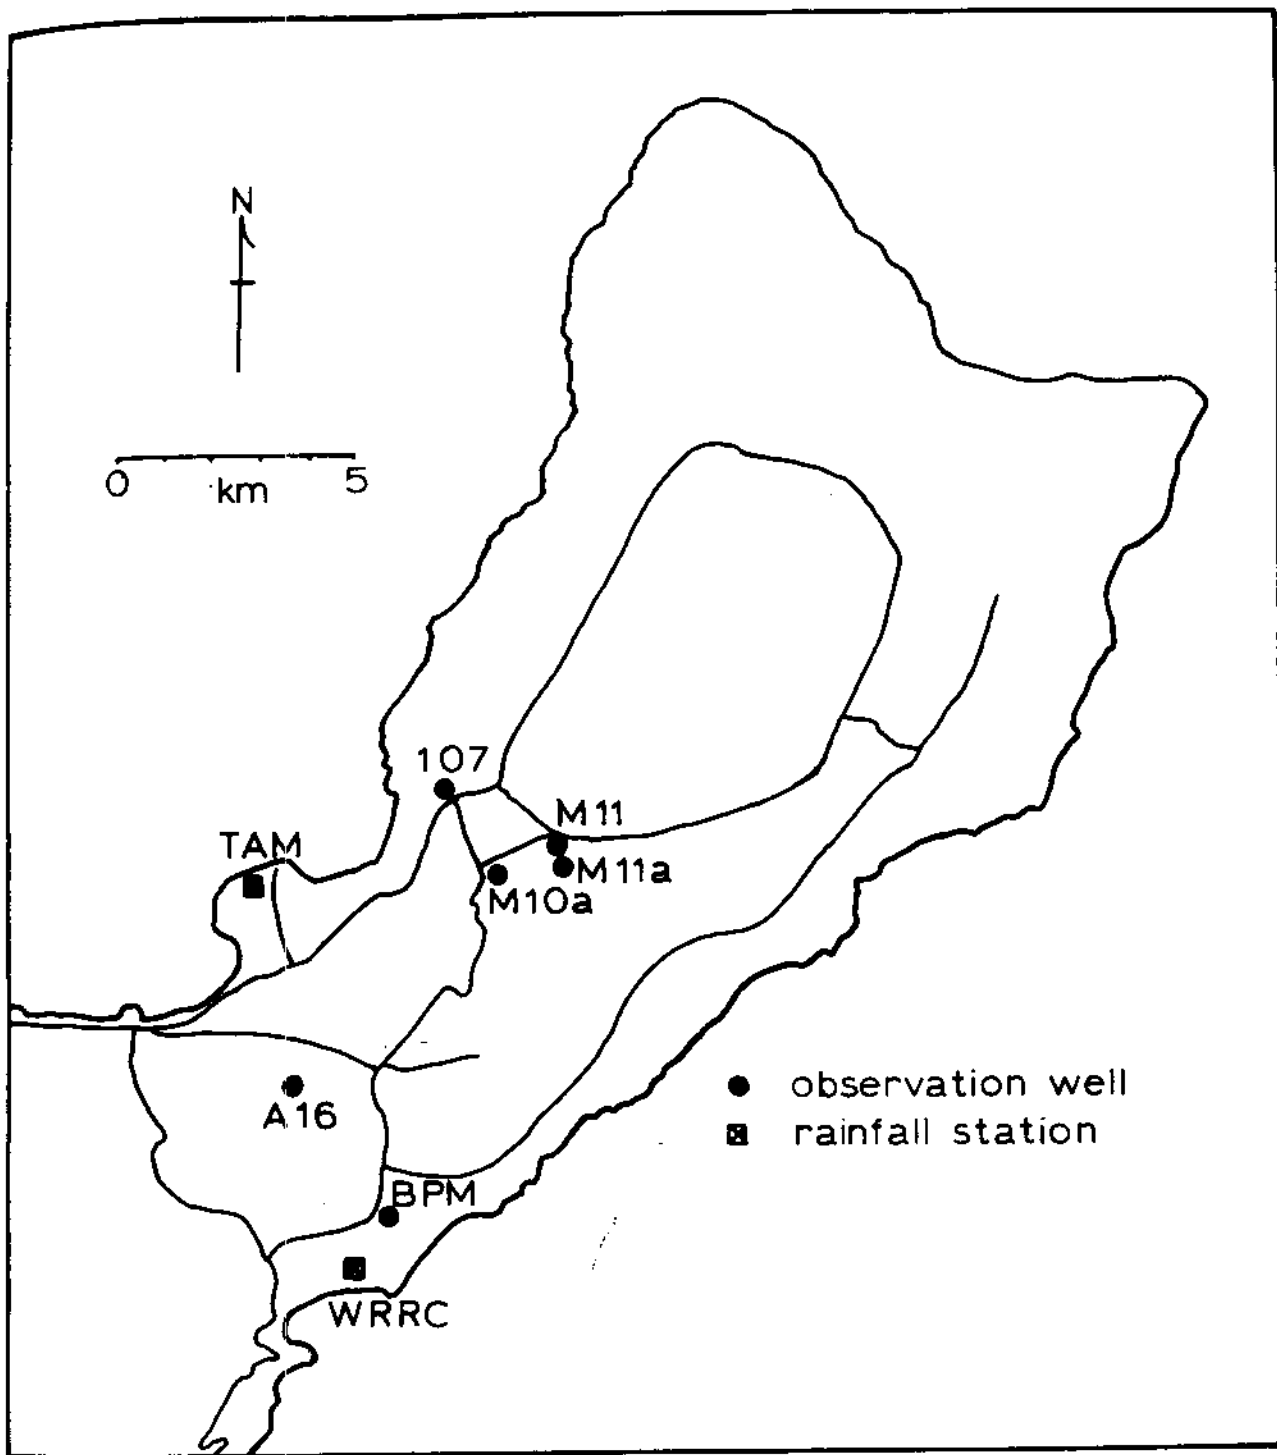 N
0 km 5
107
M11
TAM
M11a
M10a
A16
observation well
rainfall station
BPM
WRRC